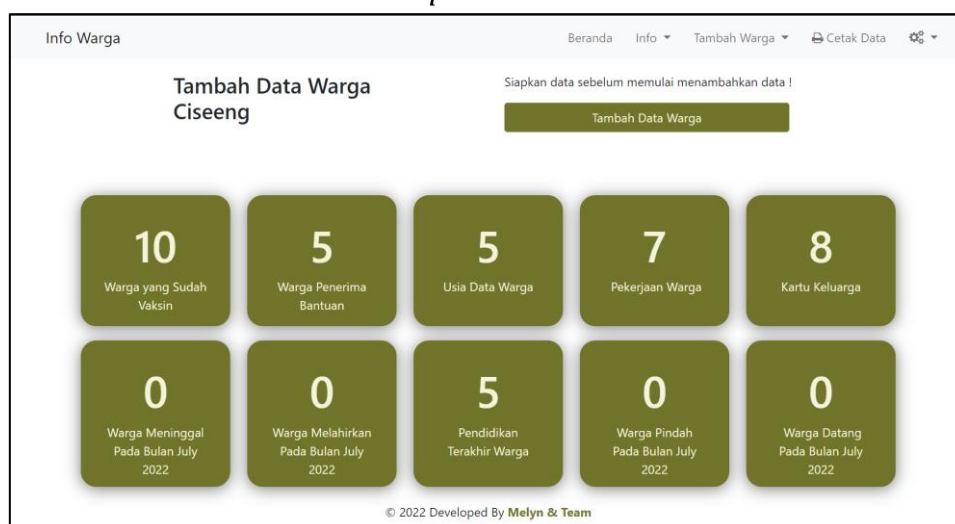 Info Warga
Beranda Info Tambah Warga Cetak Data
Tambah Data Warga
Ciseeng
Siapkan data sebelum memulai menambahkan data !
Tambah Data Warga
10
Warga yang Sudah
Vaksin
5
Warga Penerima
Bantuan
5
Usia Data Warga
7
Pekerjaan Warga
8
Kartu Keluarga
0
Warga Meninggal
Pada Bulan July
2022
0
Warga Melahirkan
Pada Bulan July
2022
5
Pendidikan
Terakhir Warga
0
Warga Pindah
Pada Bulan July
2022
0
Warga Datang
Pada Bulan July
2022
© 2022 Developed By Melyn & Team